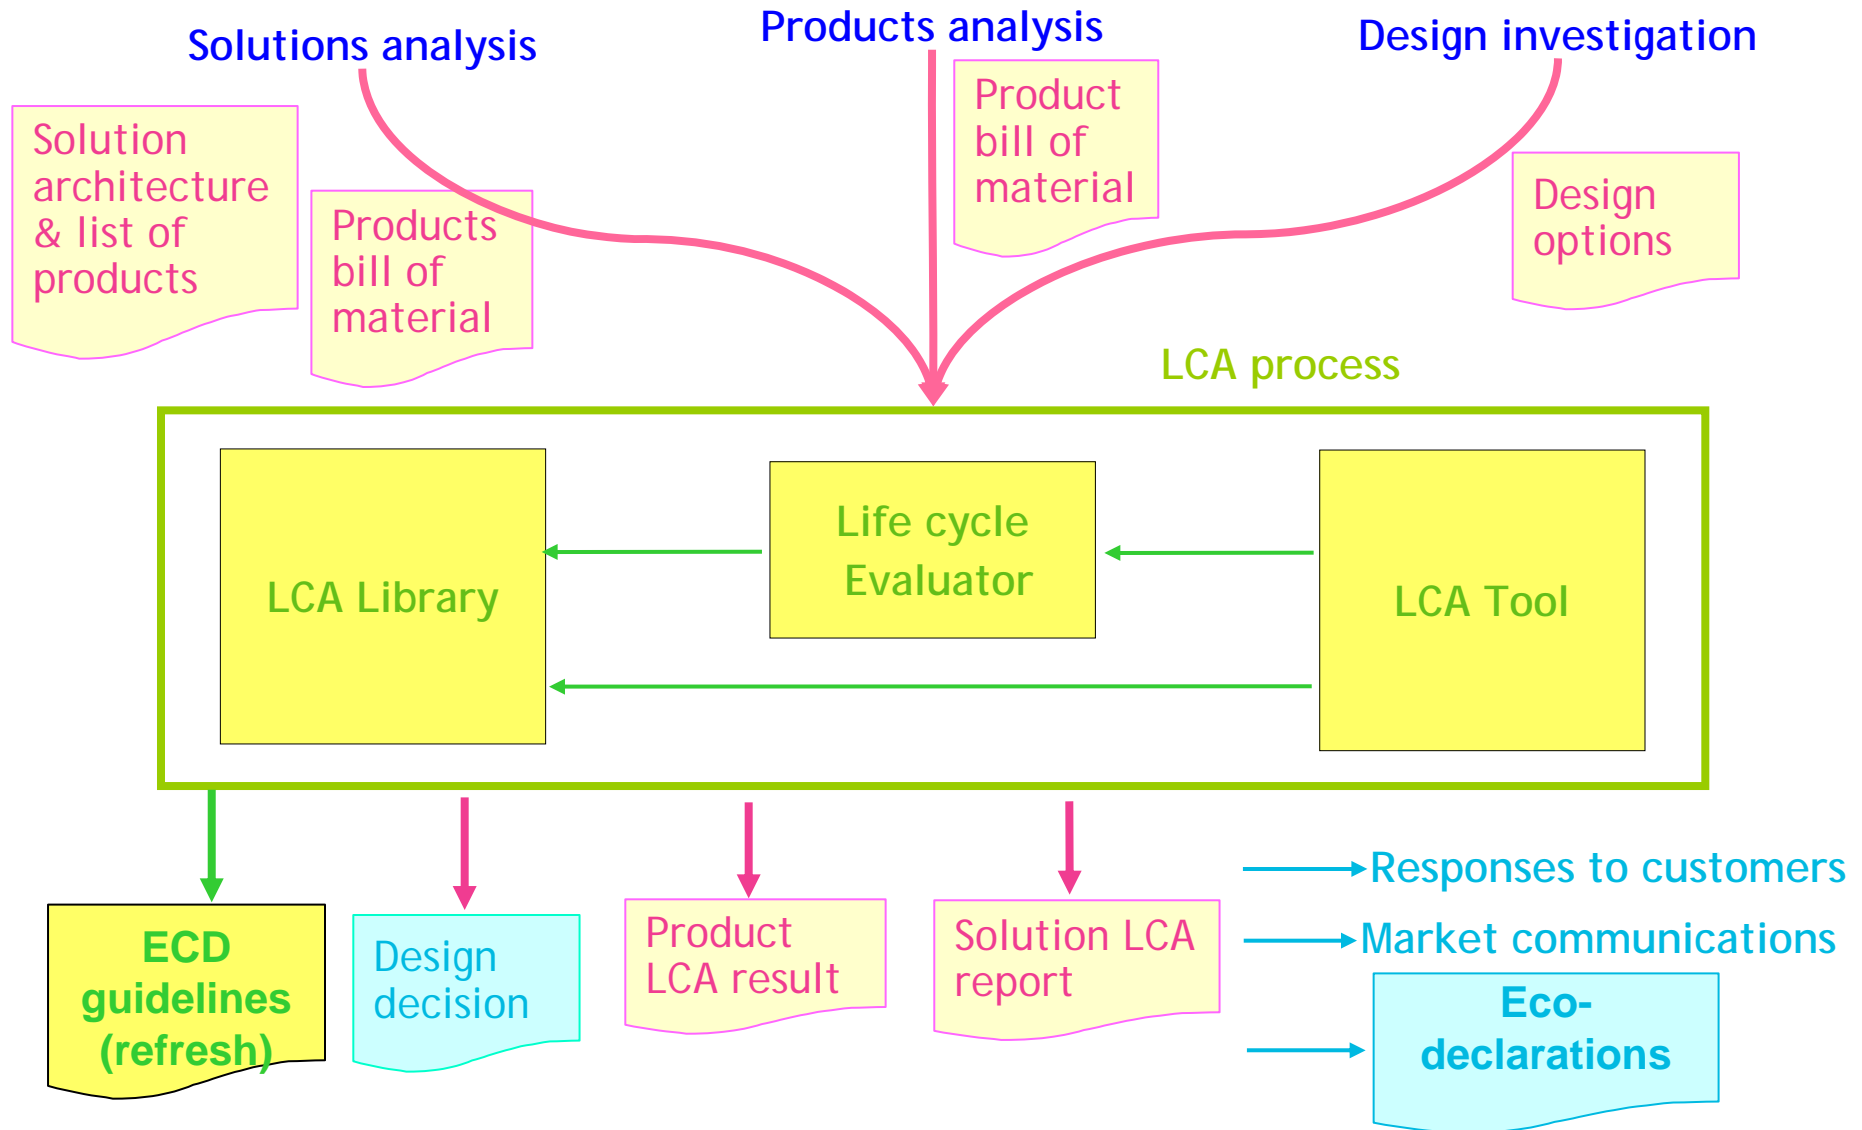 Solutions analysis
Products analysis
Design investigation
Solution
architecture
& list of
products
Products
bill of
material
Product
bill of
material
Design
options
LCA process
LCA Library
Life cycle
Evaluator
LCA Tool
ECD
guidelines
(refresh)
Design
decision
Product
LCA result
Solution LCA
report
Responses to customers
Market communications
Eco-
declarations